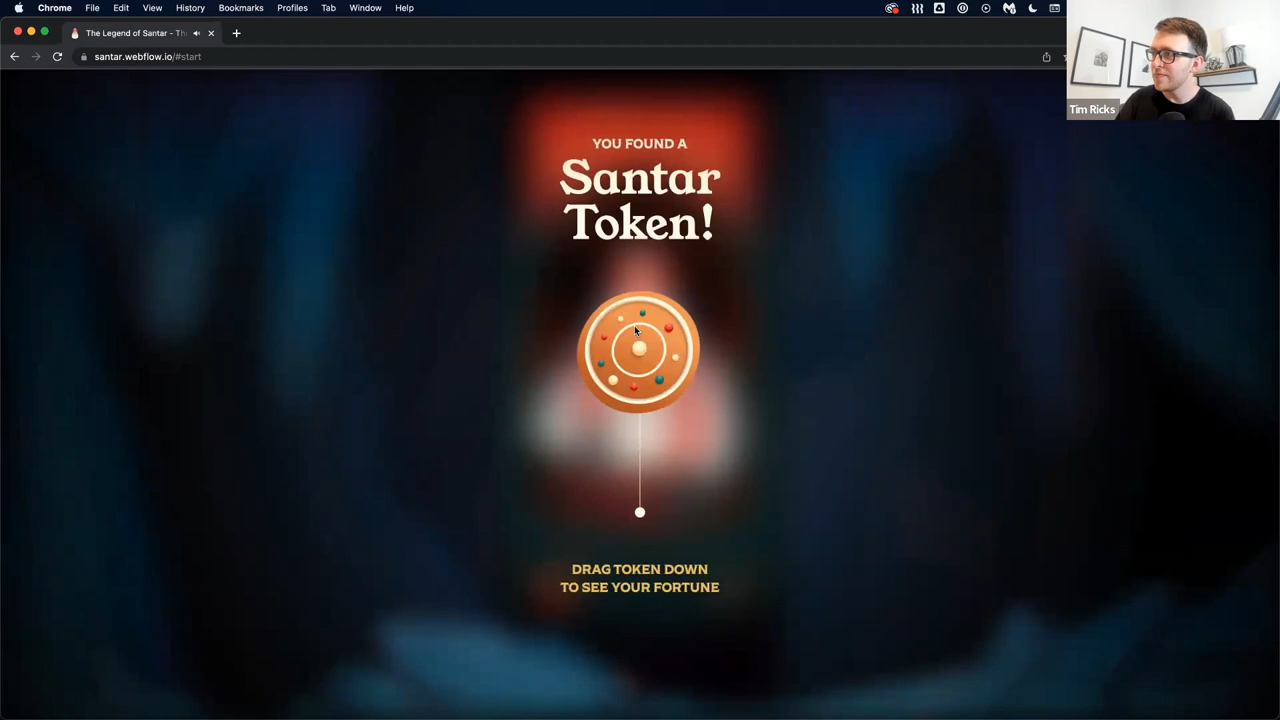 Chrome File Edit View History Bookmarks Profiles Tab Window Help
The Legend of Santar - Th
santar.webflow.io/#start
Tim Ricks
YOU FOUND A
Santar
Token!
DRAG TOKEN DOWN
TO SEE YOUR FORTUNE